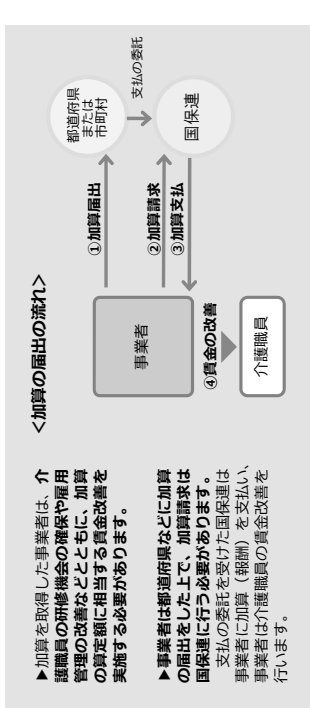 ▶加算を取得した事業者は、介
護職員の研修機会の確保や雇用
管理の改善などとともに、加算
の算定額に相当する賃金改善を
実施する必要があります。
▶事業者は都道府県などに加算
の届出をした上で、加算請求は
国保連に行う必要があります。
支払の委託を受けた国保連は
事業者に加算（報酬）を支払い、
事業者は介護職員の賃金改善を
行います。
＜加算の届出の流れ＞
事業者
①加算届出
都道府県
または
市町村
支払の委託
②加算請求
③加算支払
国保連
④賃金の改善
介護職員